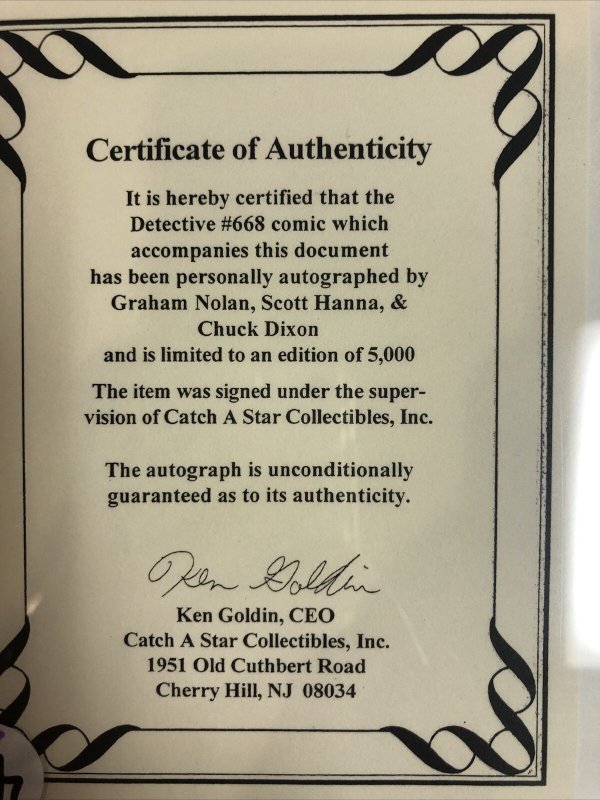 Certificate of Authenticity
It is hereby certified that the
Detective #668 comic which
accompanies this document
has been personally autographed by
Graham Nolan, Scott Hanna, &
Chuck Dixon
and is limited to an edition of 5,000
The item was signed under the super-
vision of Catch A Star Collectibles, Inc.
The autograph is unconditionally
guaranteed as to its authenticity.
Ken Goldin
Ken Goldin, CEO
Catch A Star Collectibles, Inc.
1951 Old Cuthbert Road
Cherry Hill, NJ 08034